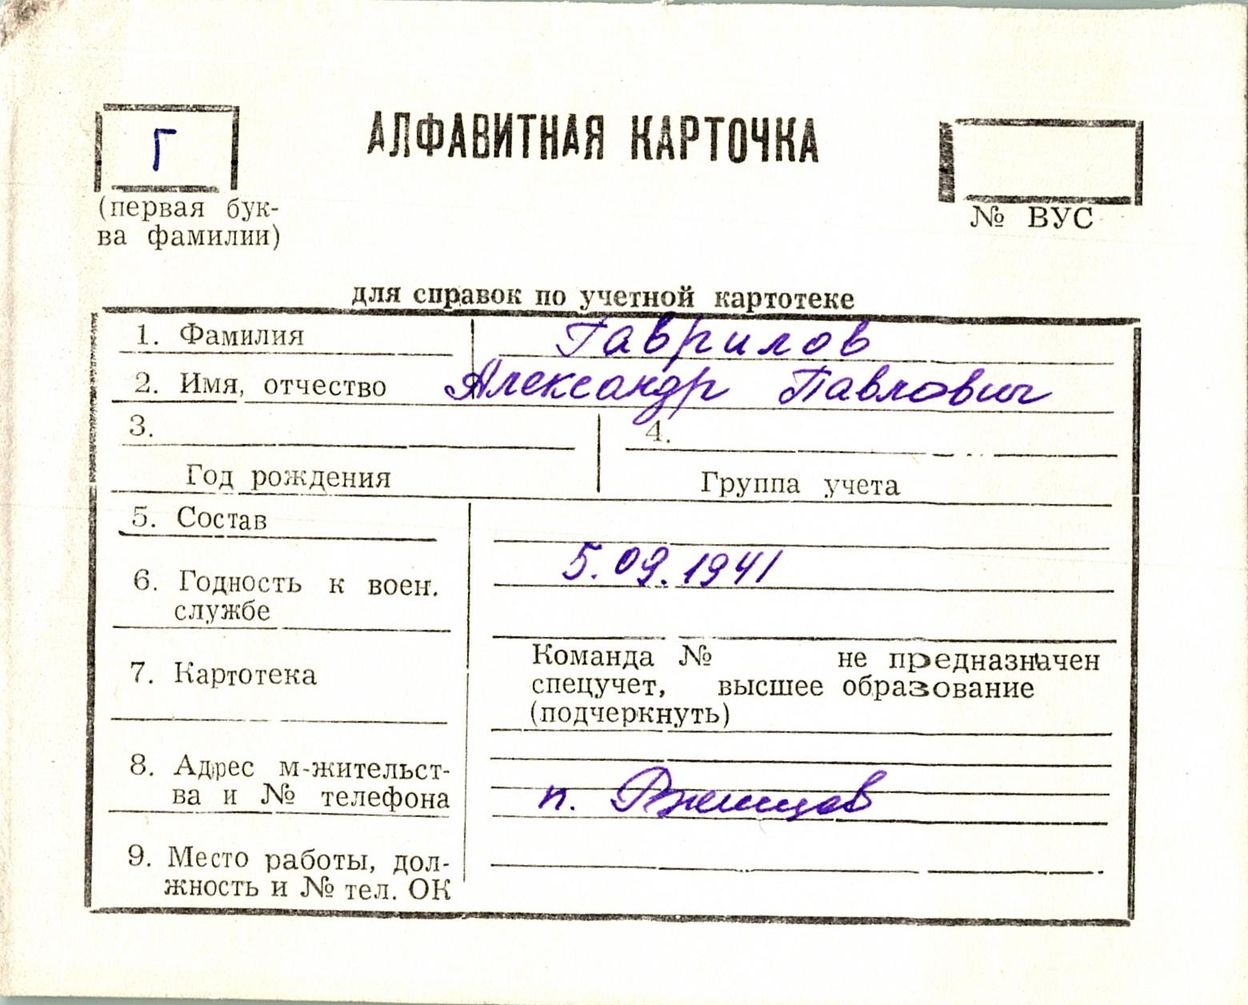 Г
АЛФАВИТНАЯ КАРТОЧКА
(первая бук-
ва фамилии)
№ ВУС
для справок по учетной картотеке
1. Фамилия Гаврилов
2. Имя, отчество Александр Павлович
3. 4.
Год рождения Группа учета
5. Состав
5.09.1941
6. Годность к воен.
службе
Команда № не предназначен
7. Картотека
спецучет, высшее образование
(подчеркнуть)
8. Адрес м-жительст-
ва и № телефона п.
9. Место работы, дол-
жность и № тел. ОК